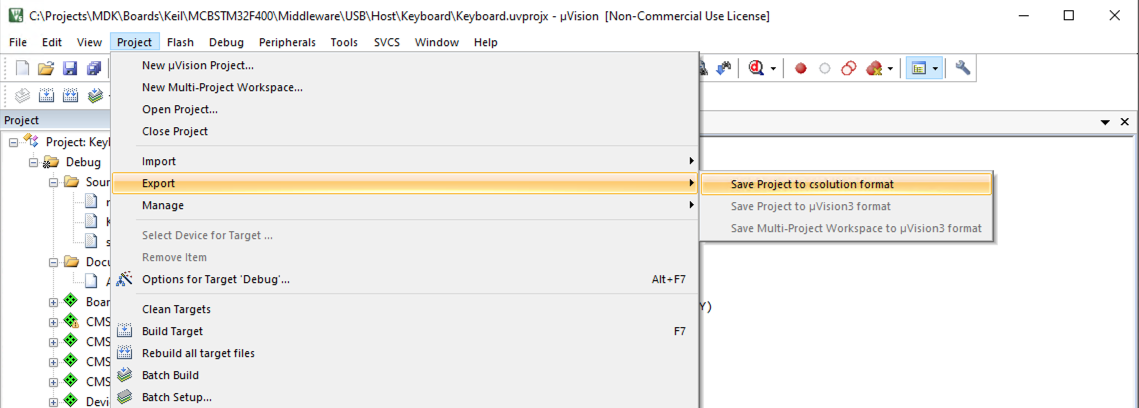 C:\Projects\MDK\Boards\Keil\MCBSTM32F400\Middleware\USB\Host\Keyboard\Keyboard.uvprojx - µVision [Non-Commercial Use License]
File Edit View Project Flash Debug Peripherals Tools SVCS Window Help
Project
Project: Key
Debug
Sour
Docu
Boar
CMS
CMS
CMS
CMS
Devi
New µVision Project...
New Multi-Project Workspace...
Open Project...
Close Project
Import
Export
Manage
Select Device for Target ...
Remove Item
Options for Target 'Debug'... Alt+F7
Clean Targets
Build Target F7
Rebuild all target files
Batch Build
Batch Setup...
Save Project to csolution format
Save Project to µVision3 format
Save Multi-Project Workspace to µVision3 format
Y)